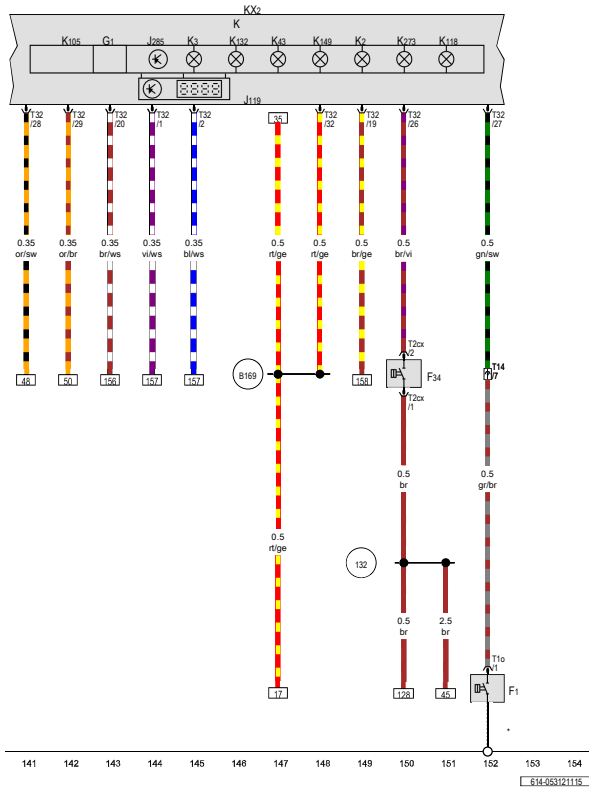 KX2
K
K105 G1 J285 K3 K132 K43 K149 K2 K273 K118
J119
T32 /28
T32 /29
T32 /20
T32 /1
T32 /2
35
T32 /32
T32 /19
T32 /26
T32 /27
0.35 or/sw
0.35 or/br
0.35 br/ws
0.35 vi/ws
0.35 bl/ws
0.5 rt/ge
0.5 rt/ge
0.5 br/ge
0.5 br/vi
0.5 gn/sw
T2cx /2
48 50 156 157 157
B169
158
F34
T14 /7
T2cx /1
0.5 br
0.5 gr/br
0.5 rt/ge
132
0.5 br
2.5 br
T1o /1
17
128
45
F1
*
141 142 143 144 145 146 147 148 149 150 151 152 153 154
614-053121115